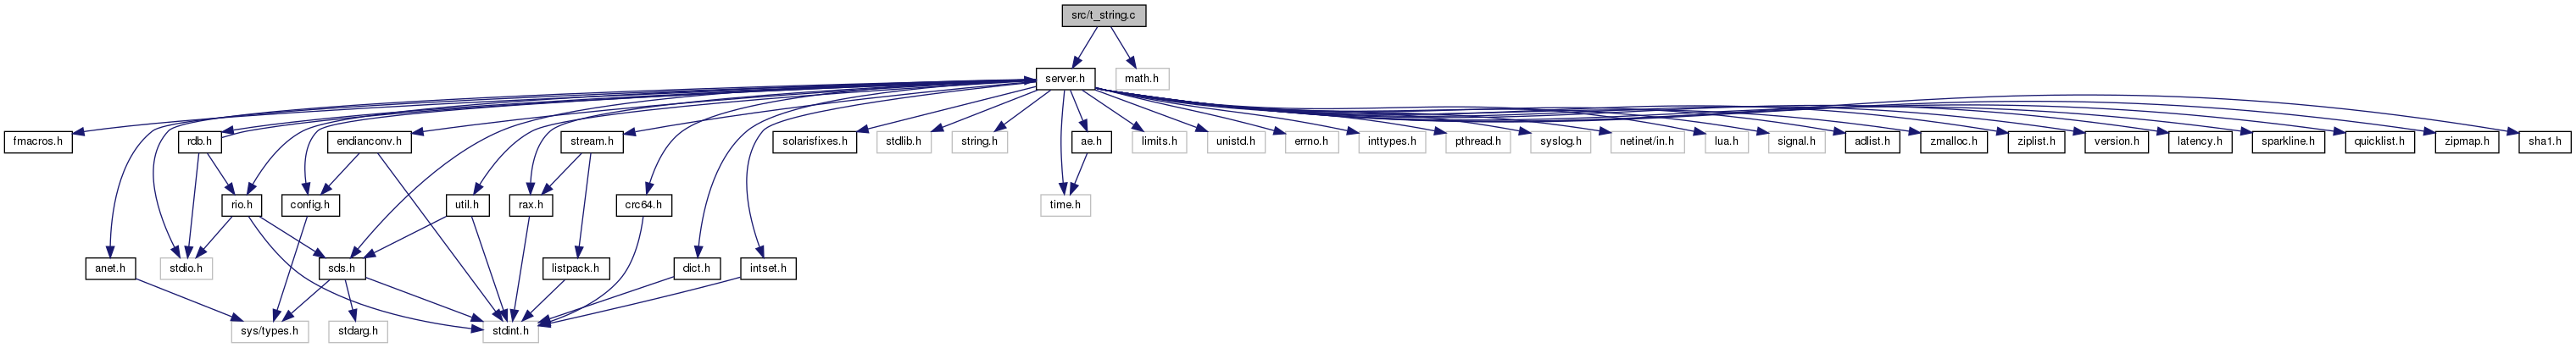 src/t_string.c
server.h
math.h
fmacros.h
rdb.h
endianconv.h
stream.h
solarisfixes.h
stdlib.h
string.h
ae.h
limits.h
unistd.h
errno.h
inttypes.h
pthread.h
syslog.h
netinet/in.h
lua.h
signal.h
adlist.h
zmalloc.h
ziplist.h
version.h
latency.h
sparkline.h
quicklist.h
zipmap.h
sha1.h
rio.h
config.h
util.h
rax.h
crc64.h
time.h
anet.h
stdio.h
sds.h
listpack.h
dict.h
intset.h
sys/types.h
stdarg.h
stdint.h